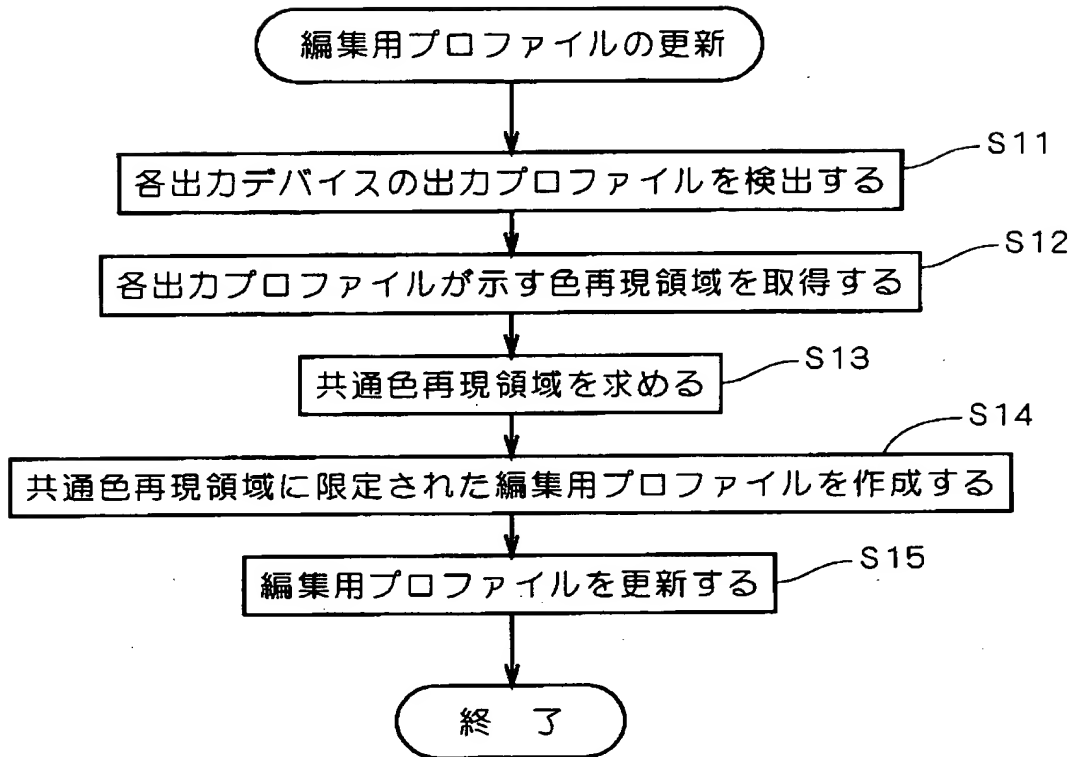 編集用プロファイルの更新
S11
各出力デバイスの出力プロファイルを検出する
S12
各出力プロファイルが示す色再現領域を取得する
S13
共通色再現領域を求める
S14
共通色再現領域に限定された編集用プロファイルを作成する
S15
編集用プロファイルを更新する
終 了